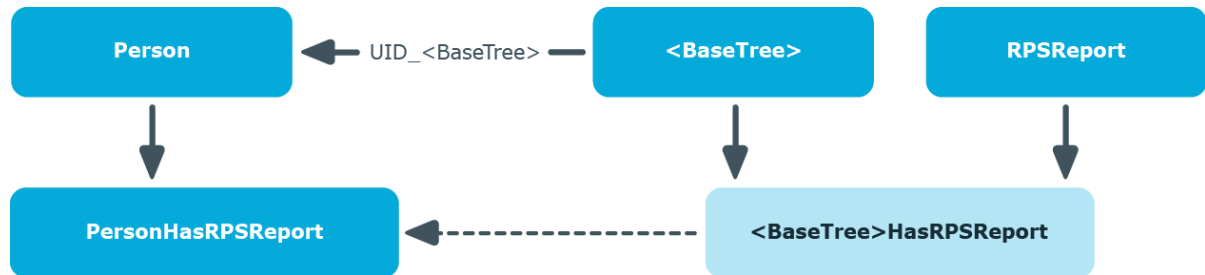 Person
UID_<BaseTree>
<BaseTree>
RPSReport
PersonHasRPSReport
<BaseTree>HasRPSReport